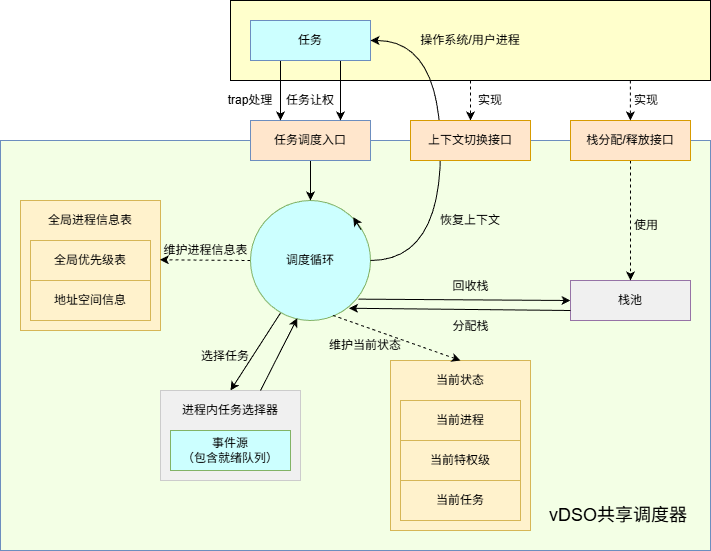 任务
操作系统/用户进程
trap处理
任务让权
实现
实现
任务调度入口
上下文切换接口
栈分配/释放接口
全局进程信息表
全局优先级表
地址空间信息
维护进程信息表
调度循环
恢复上下文
使用
回收栈
栈池
分配栈
选择任务
维护当前状态
进程内任务选择器
事件源
（包含就绪队列）
当前状态
当前进程
当前特权级
当前任务
vDSO共享调度器